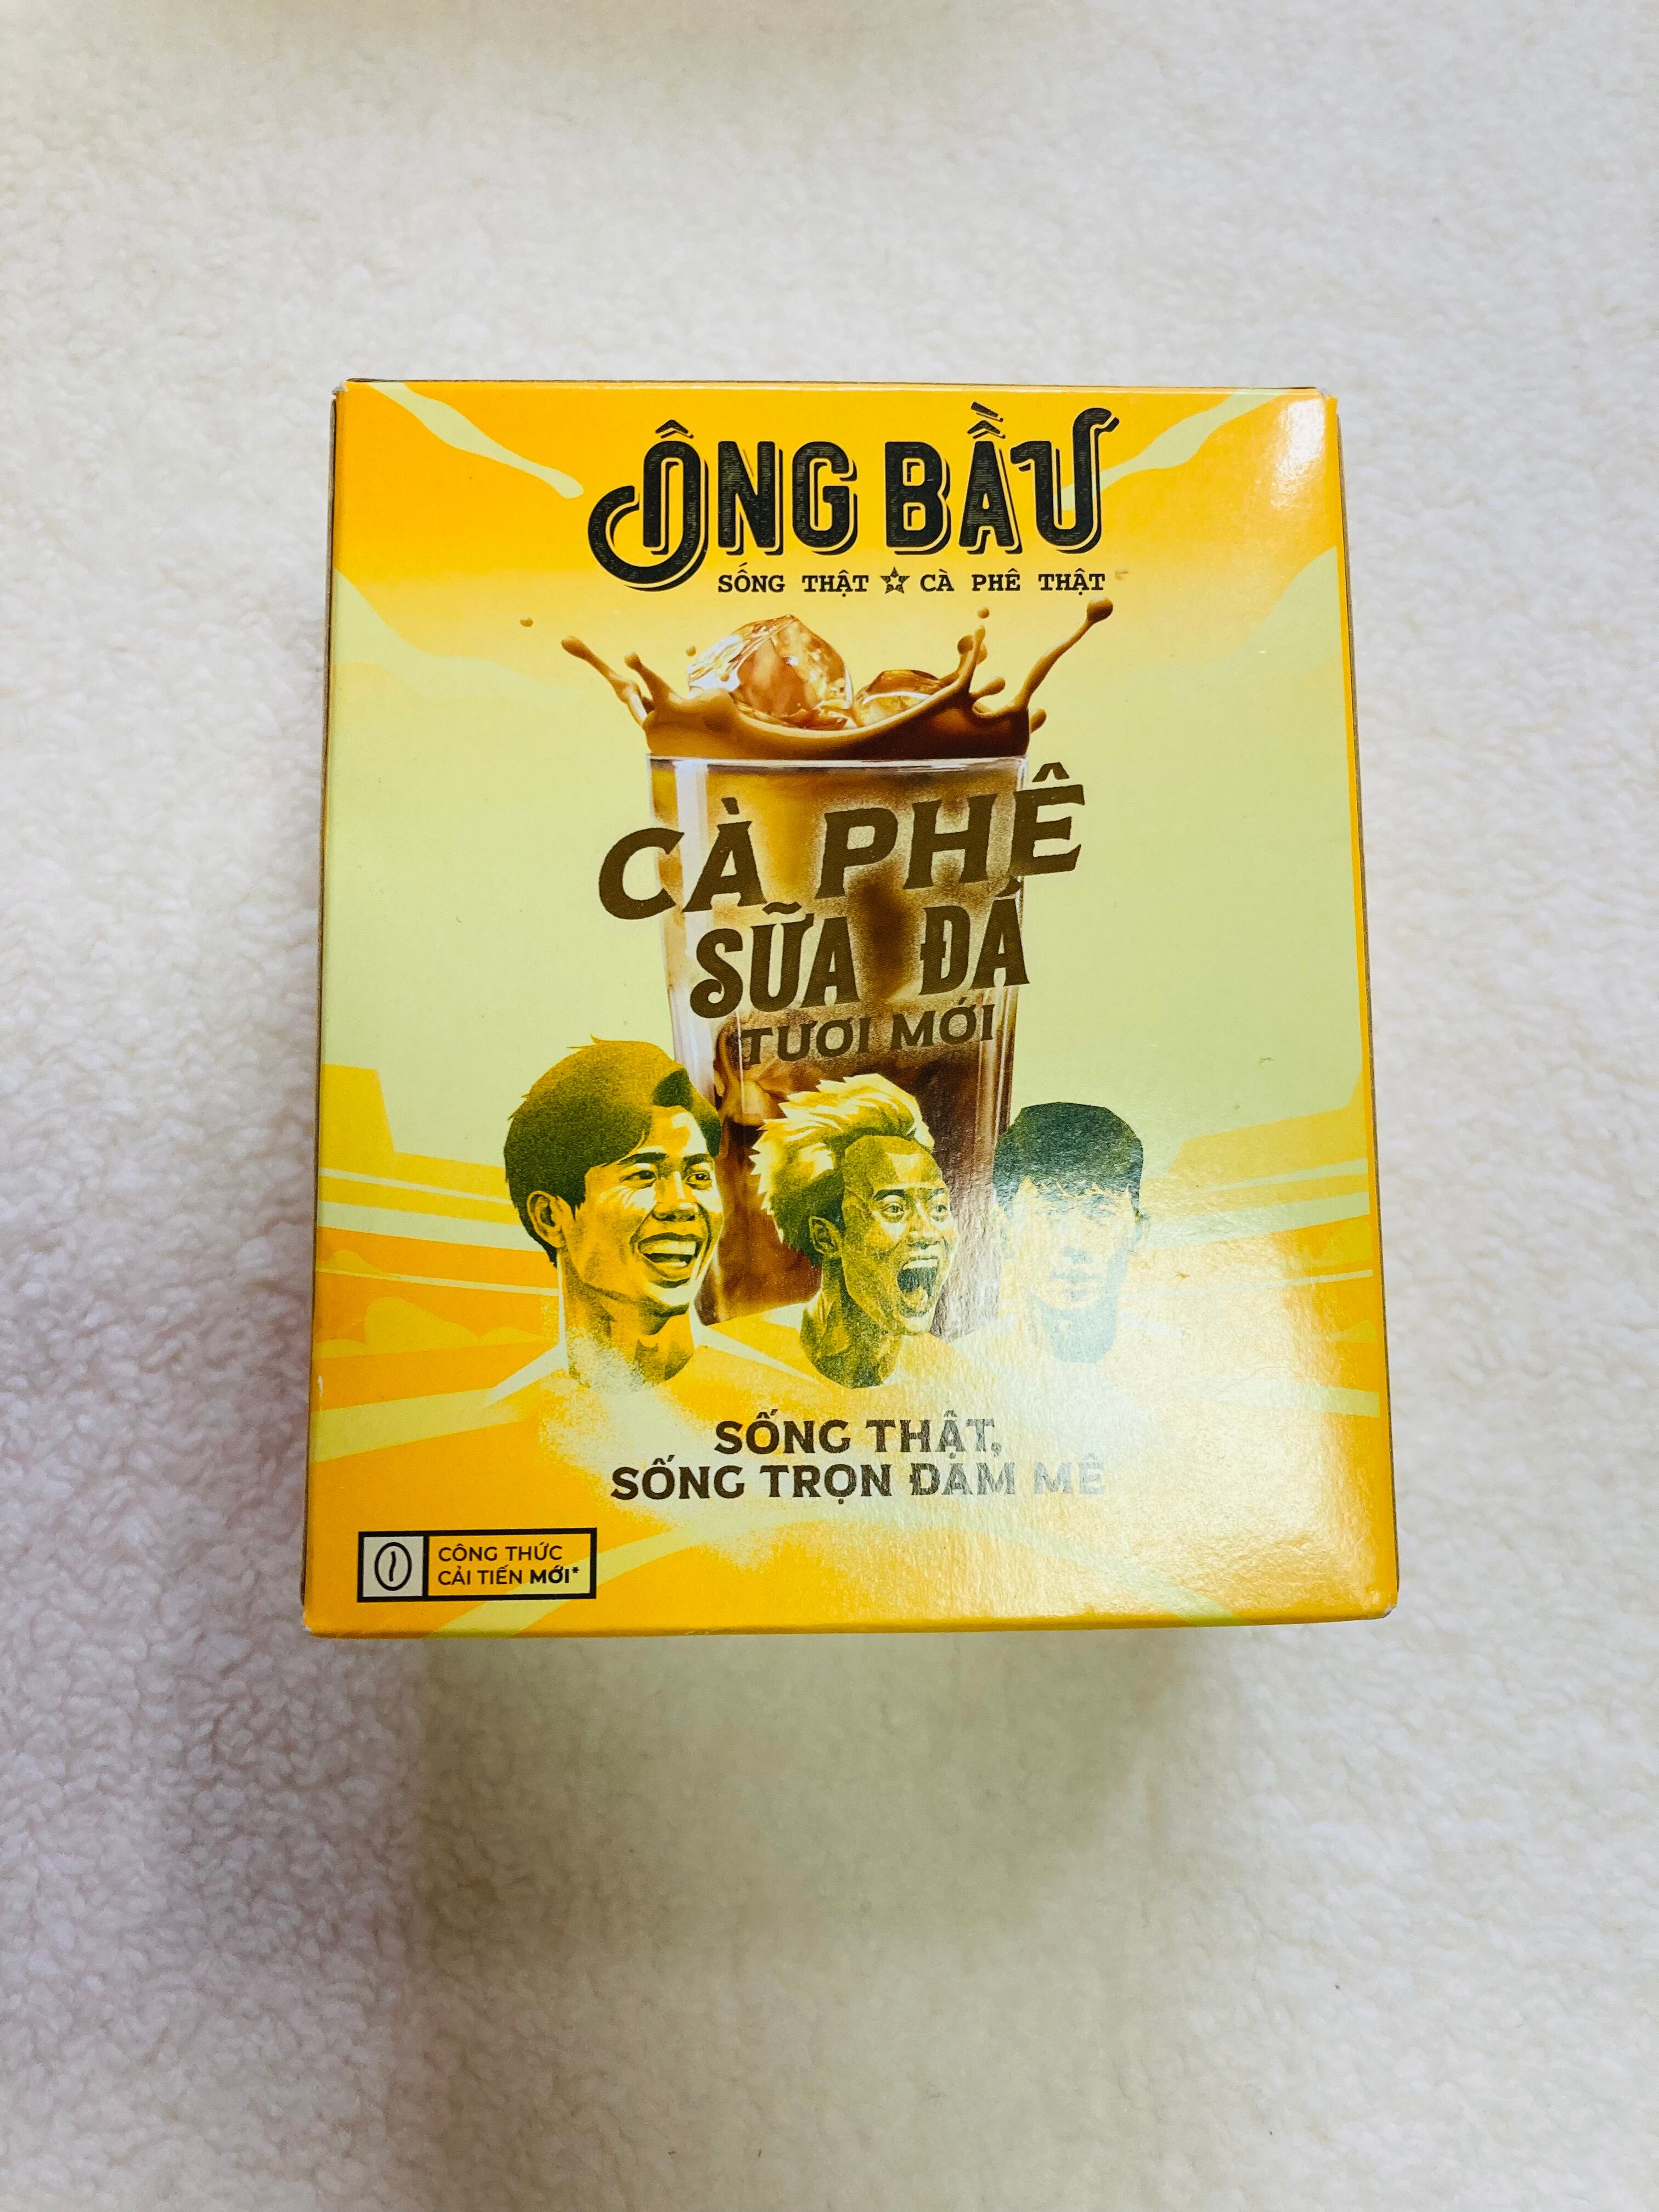 ÔNG BẦU
SỐNG THẬT CÀ PHÊ THẬT
CÀ PHÊ
SỮA ĐÁ
TƯƠI MỚI
SỐNG THẬT,
SỐNG TRỌN ĐAM MÊ
CÔNG THỨC
CẢI TIẾN MỚI*